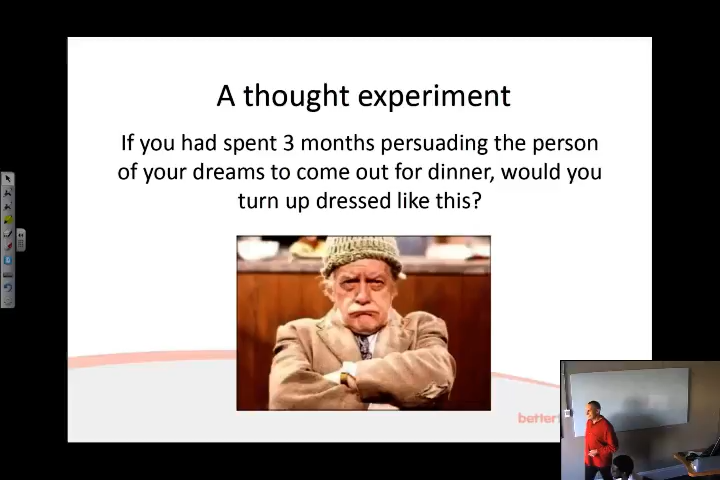 A thought experiment
If you had spent 3 months persuading the person
of your dreams to come out for dinner, would you
turn up dressed like this?
better